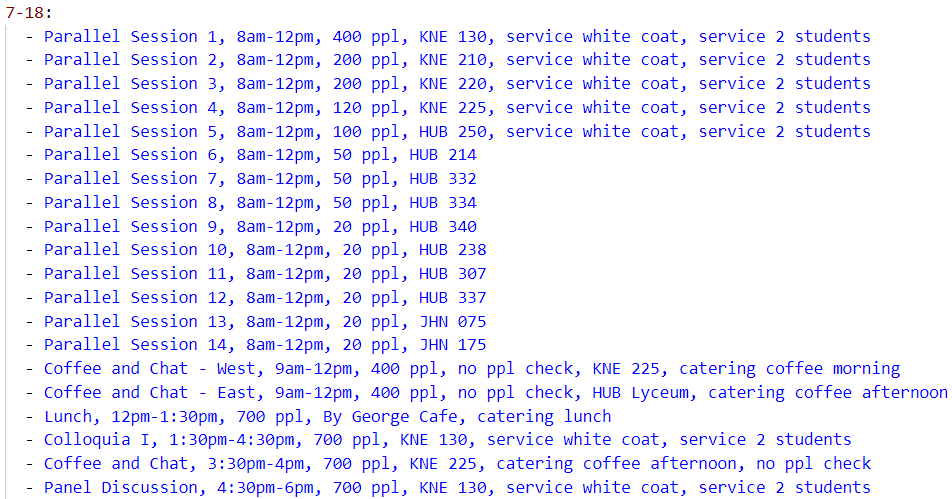 7-18:
- Parallel Session 1, 8am-12pm, 400 ppl, KNE 130, service white coat, service 2 students
- Parallel Session 2, 8am-12pm, 200 ppl, KNE 210, service white coat, service 2 students
- Parallel Session 3, 8am-12pm, 200 ppl, KNE 220, service white coat, service 2 students
- Parallel Session 4, 8am-12pm, 120 ppl, KNE 225, service white coat, service 2 students
- Parallel Session 5, 8am-12pm, 100 ppl, HUB 250, service white coat, service 2 students
- Parallel Session 6, 8am-12pm, 50 ppl, HUB 214
- Parallel Session 7, 8am-12pm, 50 ppl, HUB 332
- Parallel Session 8, 8am-12pm, 50 ppl, HUB 334
- Parallel Session 9, 8am-12pm, 20 ppl, HUB 340
- Parallel Session 10, 8am-12pm, 20 ppl, HUB 238
- Parallel Session 11, 8am-12pm, 20 ppl, HUB 307
- Parallel Session 12, 8am-12pm, 20 ppl, HUB 337
- Parallel Session 13, 8am-12pm, 20 ppl, JHN 075
- Parallel Session 14, 8am-12pm, 20 ppl, JHN 175
- Coffee and Chat - West, 9am-12pm, 400 ppl, no ppl check, KNE 225, catering coffee morning
- Coffee and Chat - East, 9am-12pm, 400 ppl, no ppl check, HUB Lyceum, catering coffee afternoon
- Lunch, 12pm-1:30pm, 700 ppl, By George Cafe, catering lunch
- Colloquia I, 1:30pm-4:30pm, 700 ppl, KNE 130, service white coat, service 2 students
- Coffee and Chat, 3:30pm-4pm, 700 ppl, KNE 225, catering coffee afternoon, no ppl check
- Panel Discussion, 4:30pm-6pm, 700 ppl, KNE 130, service white coat, service 2 students